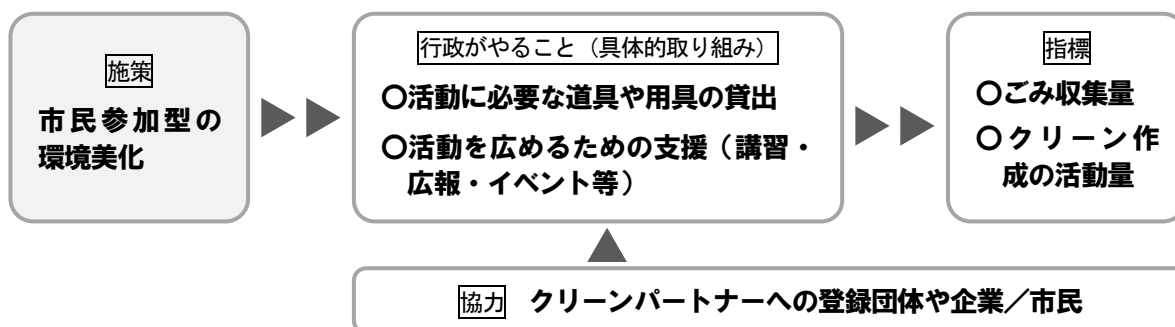 施策
市民参加型の
環境美化
行政がやること（具体的取り組み）
〇活動に必要な道具や用具の貸出
〇活動を広めるための支援（講習・
広報・イベント等）
指標
〇ごみ収集量
〇クリーン作
成の活動量
協力 クリーンパートナーへの登録団体や企業／市民